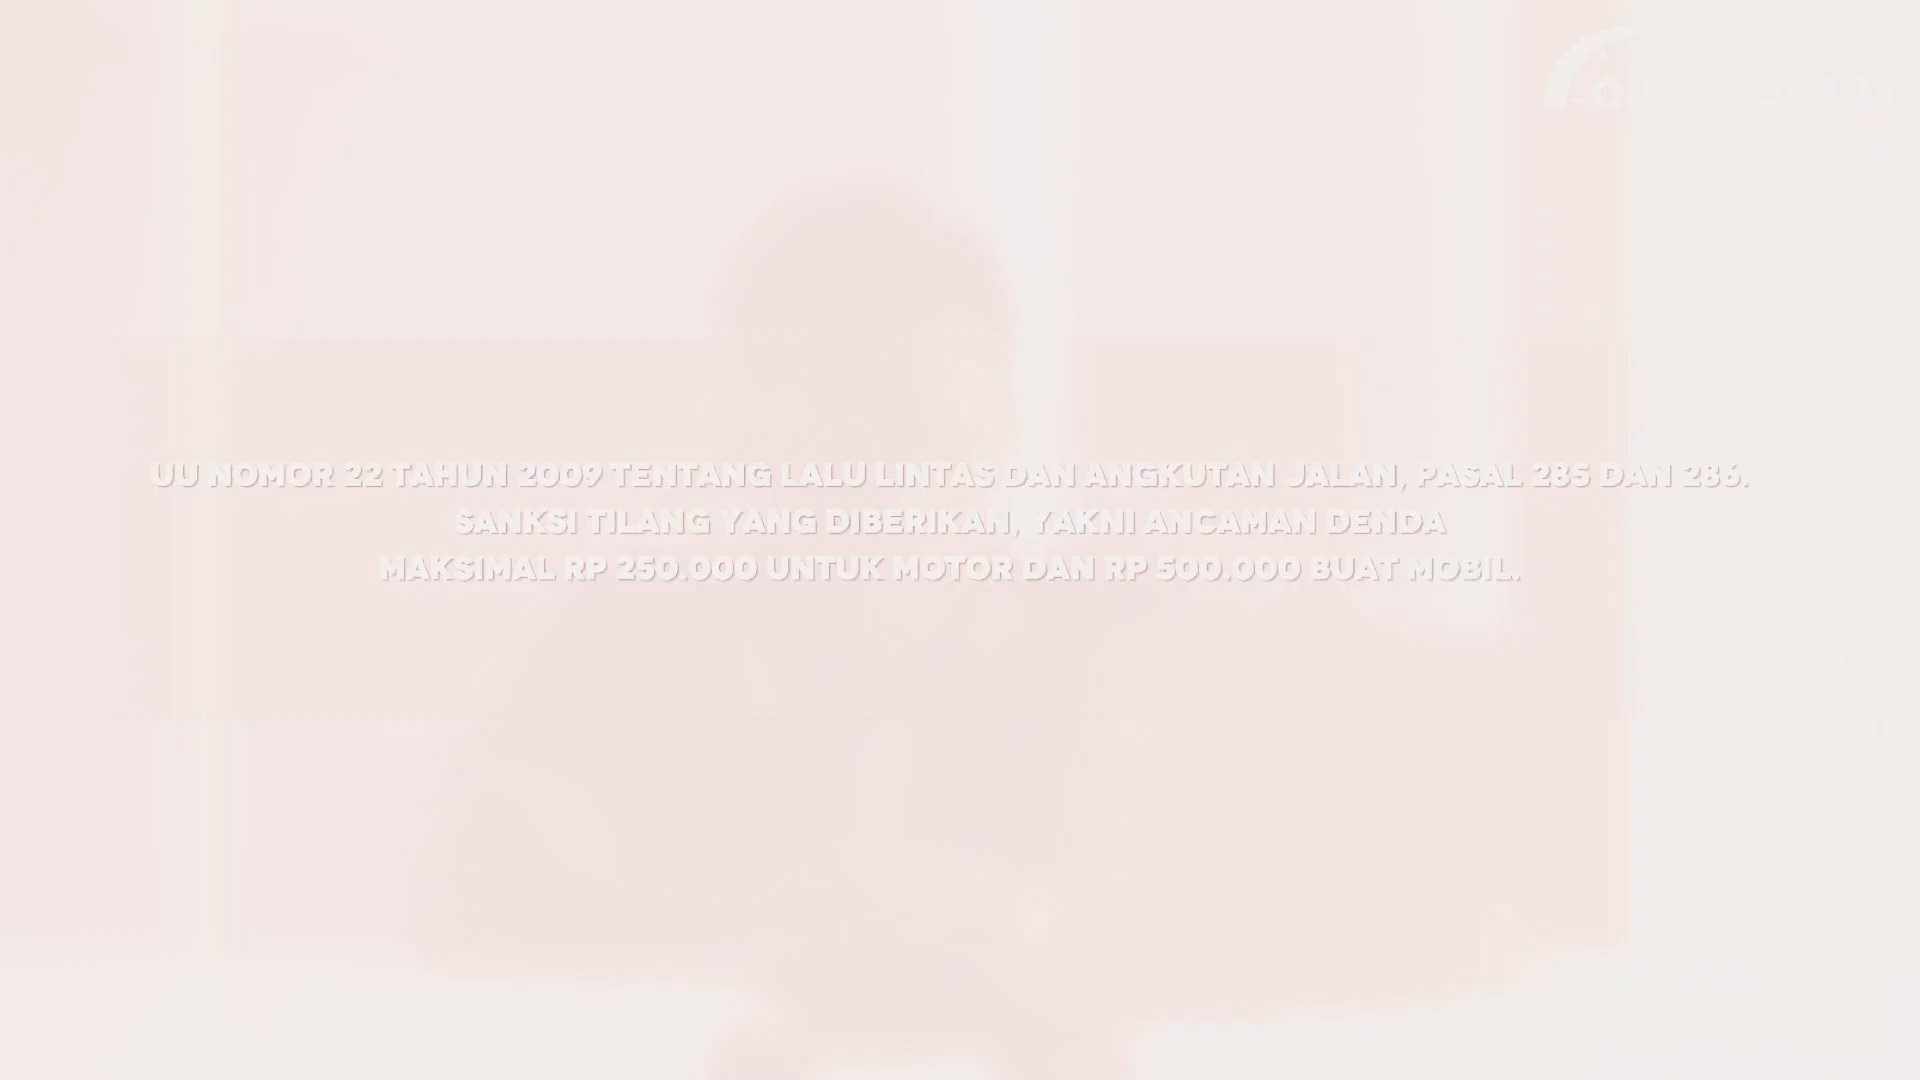 UU NOMOR 22 TAHUN 2009 TENTANG LALU LINTAS DAN ANGKUTAN JALAN, PASAL 285 DAN 286.
SANKSI TILANG YANG DIBERIKAN, YAKNI ANCAMAN DENDA
MAKSIMAL RP 250.000 UNTUK MOTOR DAN RP 500.000 BUAT MOBIL.